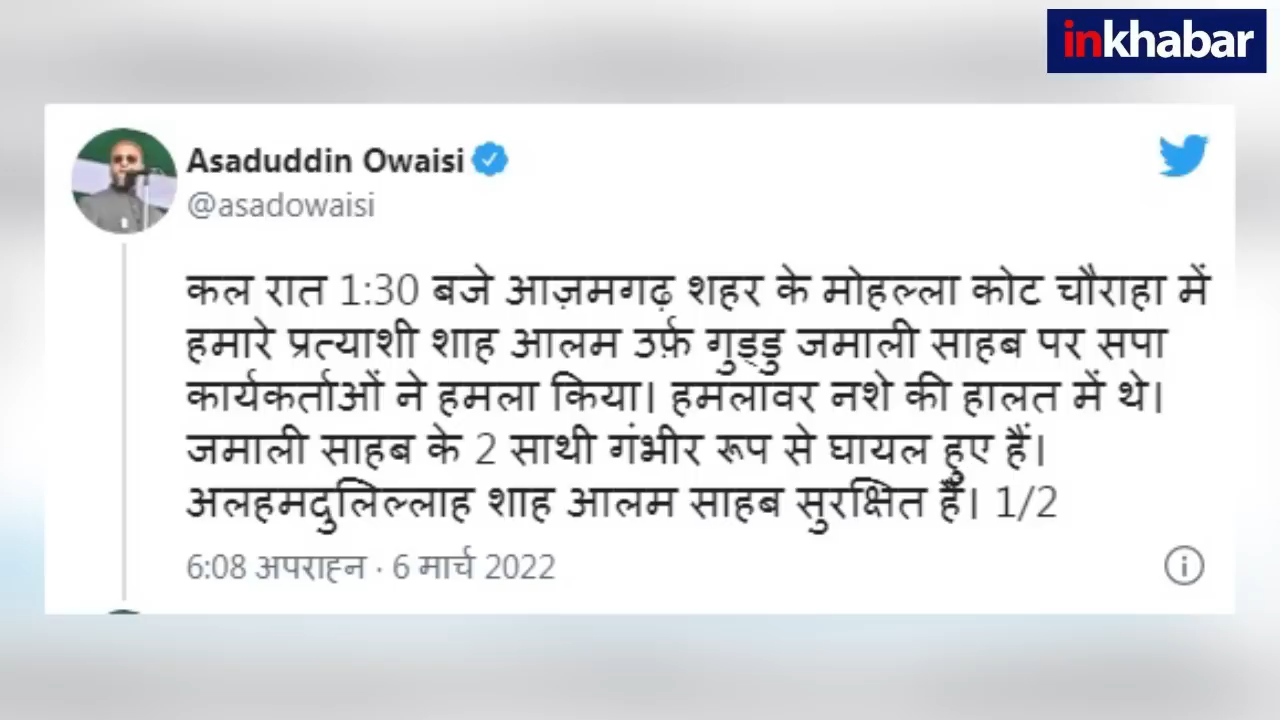 inkhabar
Asaduddin Owaisi
@asadowaisi
कल रात 1:30 बजे आज़मगढ़ शहर के मोहल्ला कोट चौराहा में
हमारे प्रत्याशी शाह आलम उर्फ़ गुड्डु जमाली साहब पर सपा
कार्यकर्ताओं ने हमला किया। हमलावर नशे की हालत में थे।
जमाली साहब के 2 साथी गंभीर रूप से घायल हुए हैं।
अलहमदुलिल्लाह शाह आलम साहब सुरक्षित हैं। 1/2
6:08 अपराह्न · 6 मार्च 2022